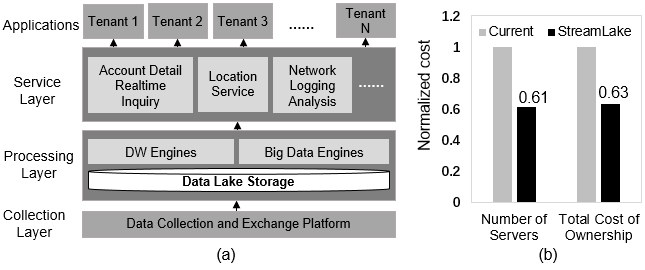 Applications
Tenant 1
Tenant 2
Tenant 3
......
Tenant
N
Service
Layer
Account Detail
Realtime
Inquiry
Location
Service
Network
Logging
Analysis
......
Processing
Layer
DW Engines
Big Data Engines
Data Lake Storage
Collection
Layer
Data Collection and Exchange Platform
(a)
Normalized cost
1.2
1
0.8
0.6
0.4
0.2
0
Current
StreamLake
0.61
0.63
Number of
Servers
Total Cost of
Ownership
(b)